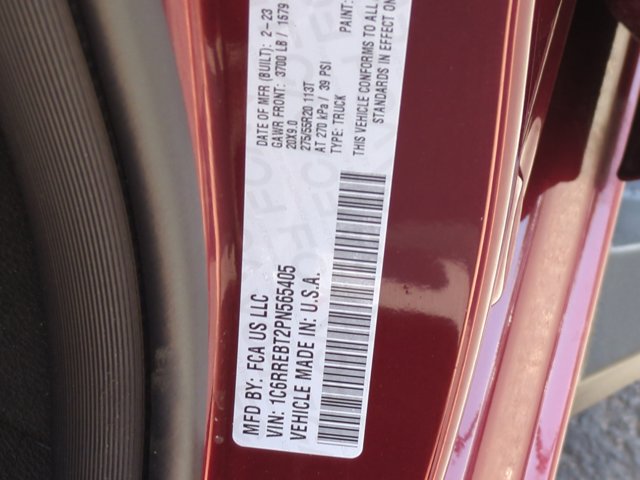 MFD BY: FCA US LLC
DATE OF MFR (BUILT): 2-23
GAWR FRONT: 3700 LB / 1679
20X9.0
275/55R20 113T
AT 270 kPa / 39 PSI
TYPE: TRUCK
PAINT:
THIS VEHICLE CONFORMS TO ALL
STANDARDS IN EFFECT ON
VIN: 1C6RREBT2PN565405
VEHICLE MADE IN: U.S.A.